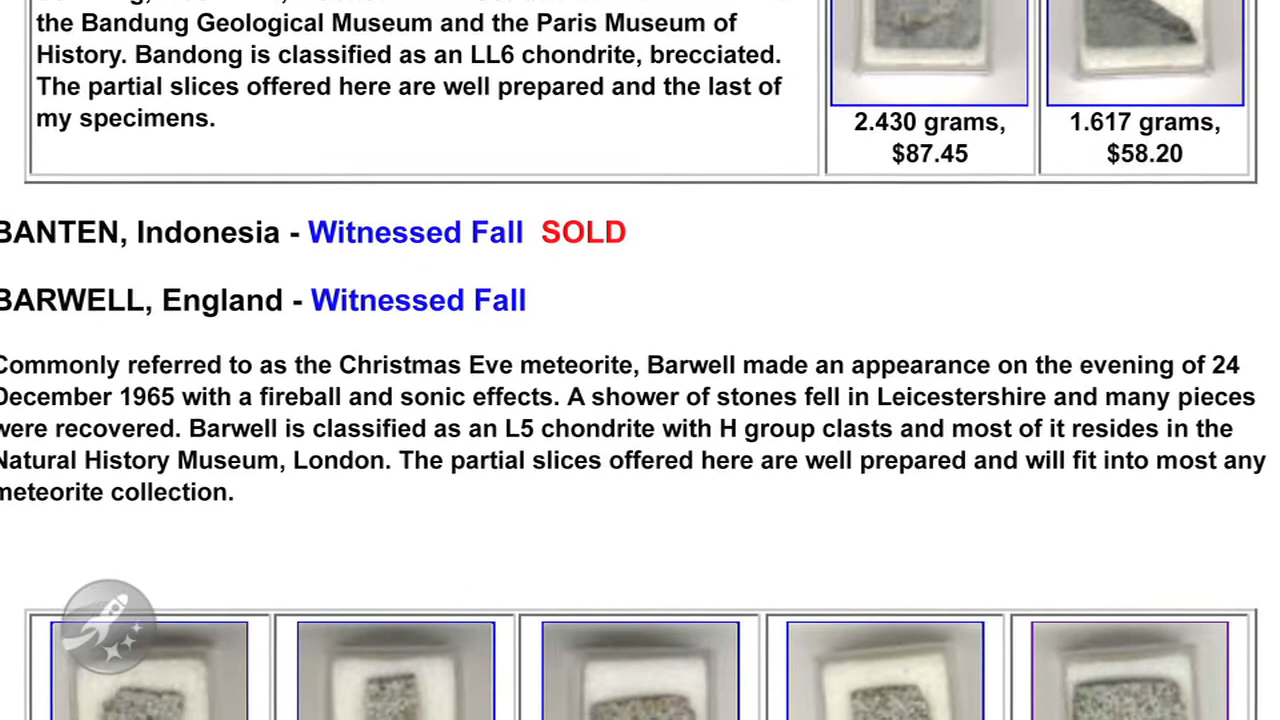 the Bandung Geological Museum and the Paris Museum of
History. Bandong is classified as an LL6 chondrite, brecciated.
The partial slices offered here are well prepared and the last of
my specimens.
2.430 grams,
$87.45
1.617 grams,
$58.20
BANTEN, Indonesia - Witnessed Fall SOLD
BARWELL, England - Witnessed Fall
Commonly referred to as the Christmas Eve meteorite, Barwell made an appearance on the evening of 24
December 1965 with a fireball and sonic effects. A shower of stones fell in Leicestershire and many pieces
were recovered. Barwell is classified as an L5 chondrite with H group clasts and most of it resides in the
Natural History Museum, London. The partial slices offered here are well prepared and will fit into most any
meteorite collection.